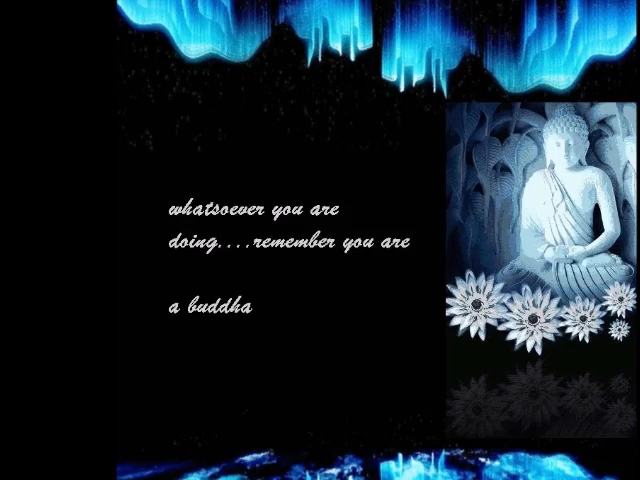 whatsoever you are
doing....remember you are
a buddha